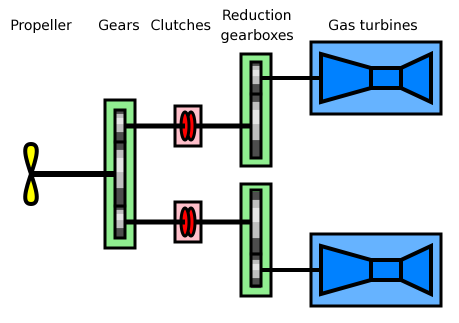 Propeller
Gears
Clutches
Reduction
gearboxes
Gas turbines